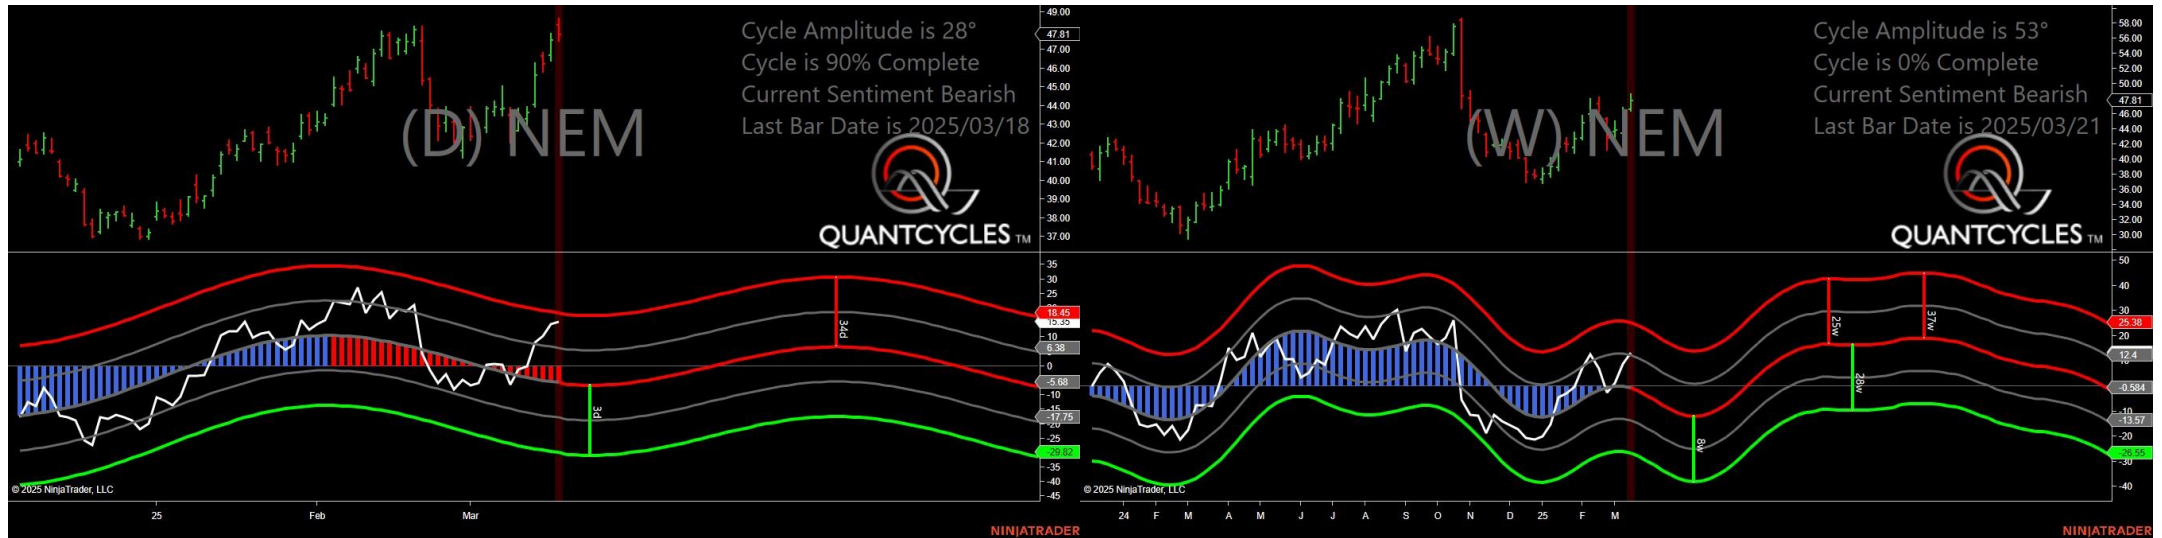 Cycle Amplitude is 28°
Cycle is 90% Complete
Current Sentiment Bearish
Last Bar Date is 2025/03/18
(D) NEM
QUANTCYCLES TM
49.00
47.81
47.00
46.00
45.00
44.00
43.00
42.00
41.00
40.00
39.00
38.00
37.00
35
30
25
18.45
15.35
10
6.38
0
-5.68
-10
-15
-17.75
-20
-25
-29.82
-35
-40
-45
34d
3d
© 2025 NinjaTrader, LLC
25 Feb Mar
NINJATRADER
Cycle Amplitude is 53°
Cycle is 0% Complete
Current Sentiment Bearish
Last Bar Date is 2025/03/21
(W) NEM
QUANTCYCLES TM
58.00
56.00
54.00
52.00
50.00
47.81
46.00
44.00
42.00
40.00
38.00
36.00
34.00
32.00
30.00
50
40
30
25.38
20
12.4
-0.584
-10
-13.57
-20
-26.55
-30
-40
25w
37w
28w
8w
© 2025 NinjaTrader, LLC
24 F M A M J J A S O N D 25 F M
NINJATRADER